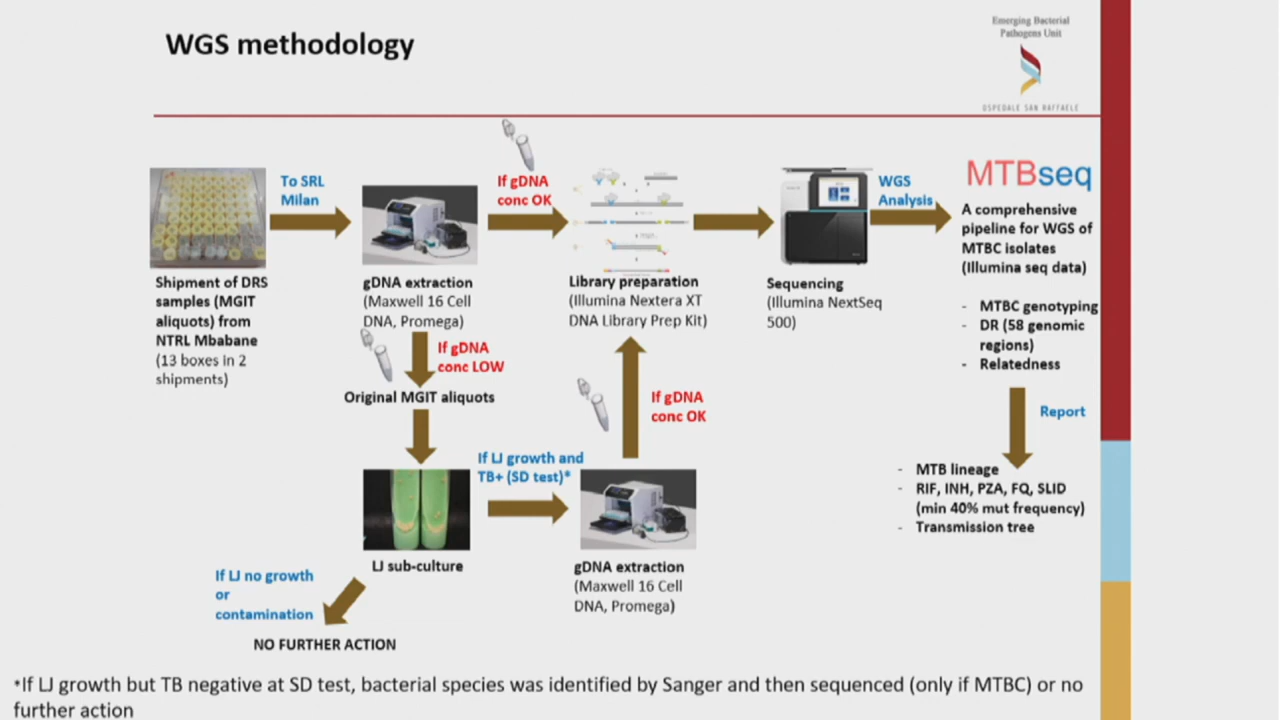 WGS methodology
Emerging Bacterial
Pathogens Unit
OSPEDALE SAN RAFFAELE
To SRL
Milan
If gDNA
conc OK
WGS
Analysis
MTBseq
A comprehensive
pipeline for WGS of
MTBC isolates
(Illumina seq data)
- MTBC genotyping
- DR (58 genomic
regions)
- Relatedness
Shipment of DRS
samples (MGIT
aliquots) from
NTRL Mbabane
(13 boxes in 2
shipments)
gDNA extraction
(Maxwell 16 Cell
DNA, Promega)
Library preparation
(Illumina Nextera XT
DNA Library Prep Kit)
Sequencing
(Illumina NextSeq
500)
If gDNA
conc LOW
Original MGIT aliquots
If gDNA
conc OK
Report
If LJ growth and
TB+ (SD test)*
- MTB lineage
- RIF, INH, PZA, FQ, SLID
(min 40% mut frequency)
- Transmission tree
LJ sub-culture
gDNA extraction
(Maxwell 16 Cell
DNA, Promega)
If LJ no growth
or
contamination
NO FURTHER ACTION
*If LJ growth but TB negative at SD test, bacterial species was identified by Sanger and then sequenced (only if MTBC) or no
further action